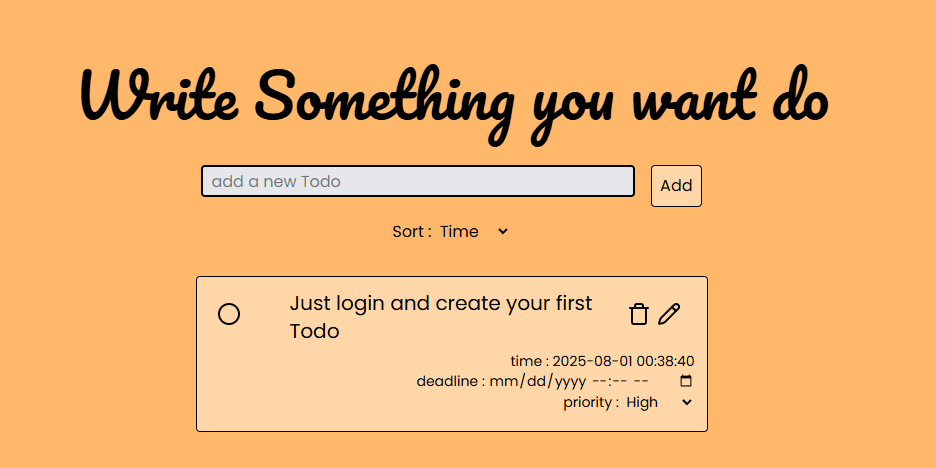 Write Something you want do
add a new Todo
Add
Sort : Time
Just login and create your first
Todo
time : 2025-08-01 00:38:40
deadline : mm/dd/yyyy --:-- --
priority : High